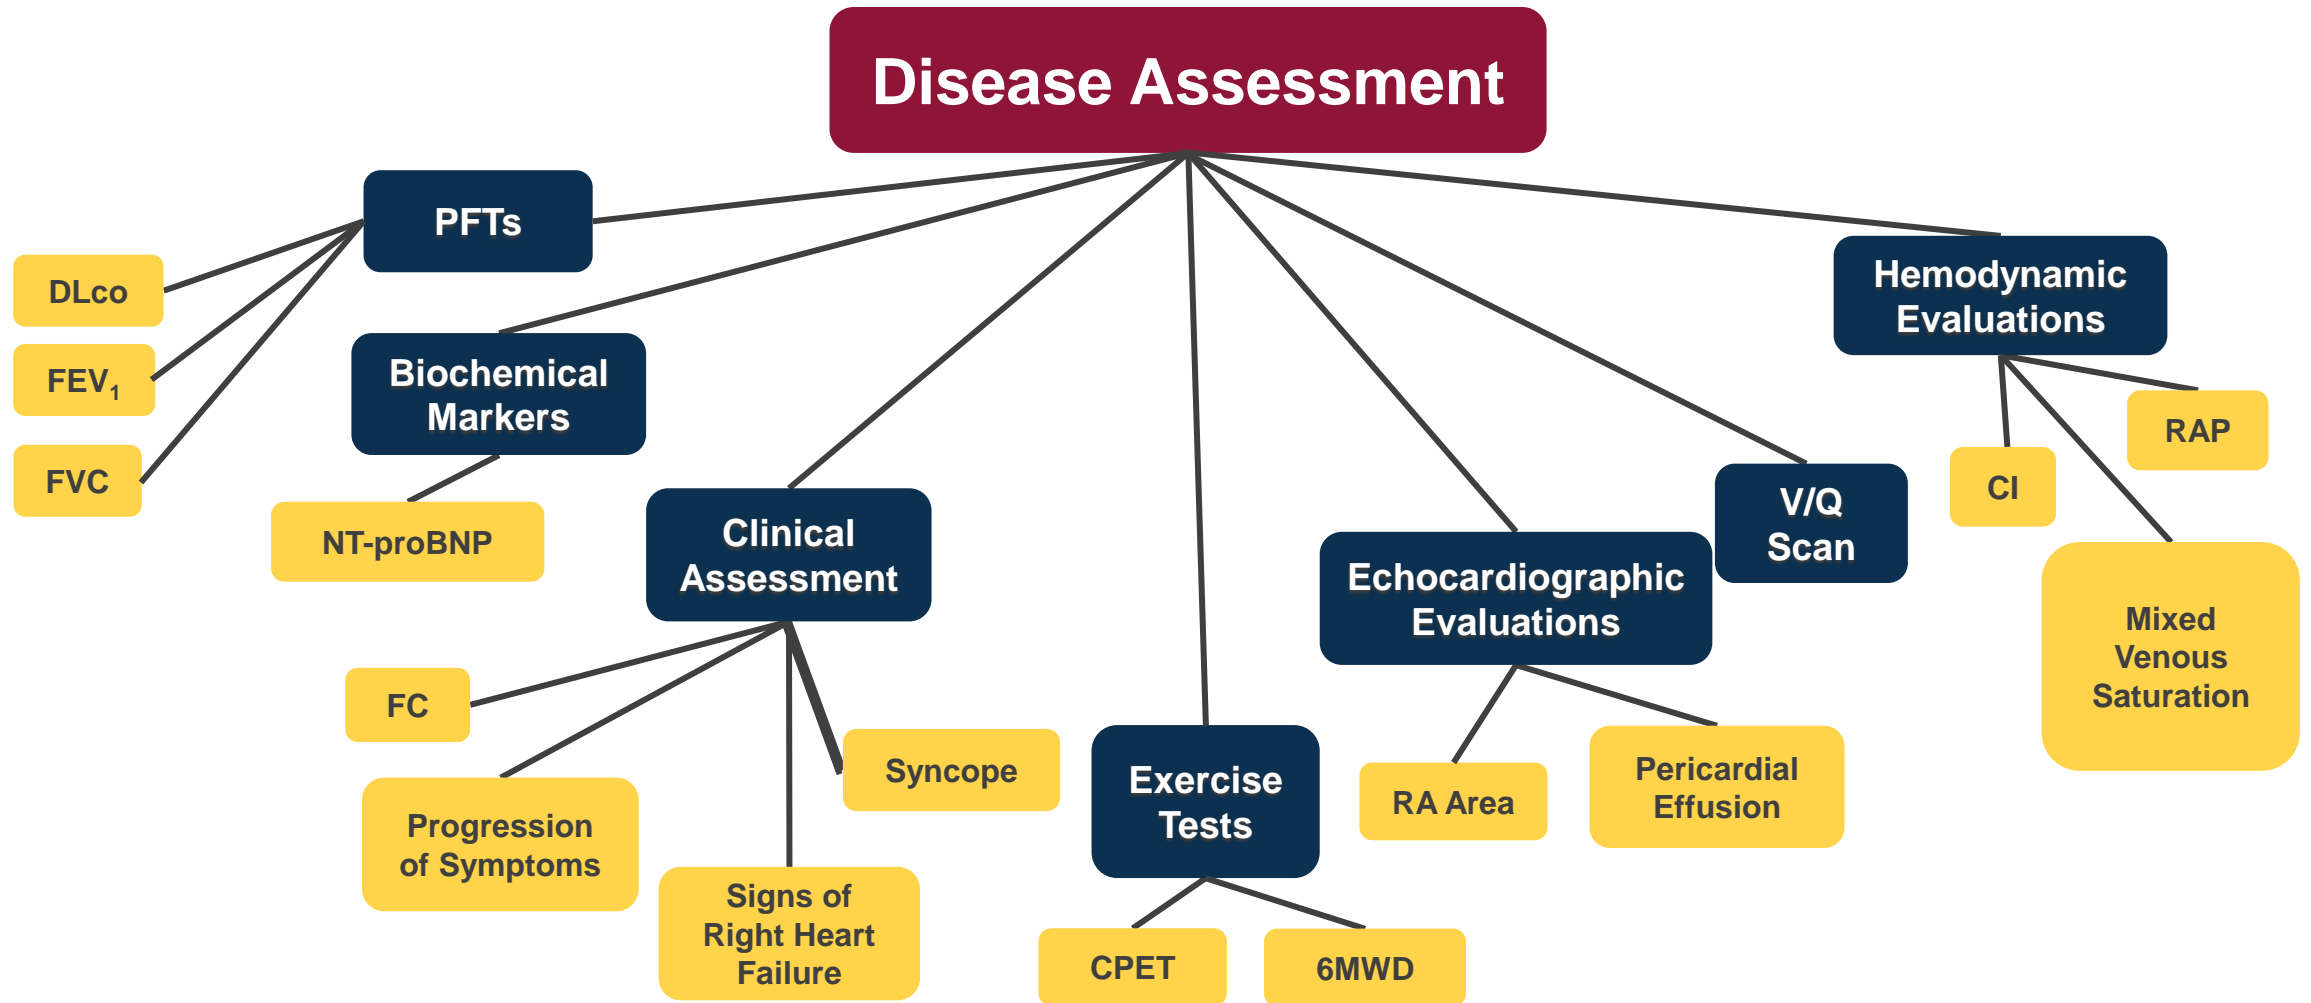 Disease Assessment
PFTs
DLco
FEV₁
FVC
Biochemical
Markers
NT-proBNP
Clinical
Assessment
FC
Progression
of Symptoms
Signs of
Right Heart
Failure
Syncope
Exercise
Tests
CPET
6MWD
Echocardiographic
Evaluations
RA Area
Pericardial
Effusion
V/Q
Scan
Hemodynamic
Evaluations
CI
RAP
Mixed
Venous
Saturation